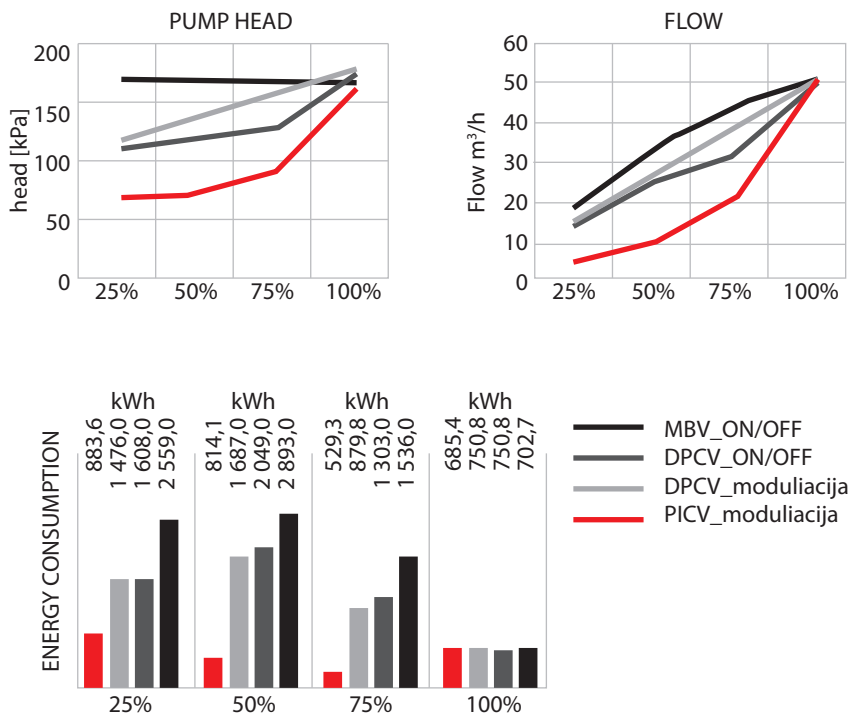 PUMP HEAD
head [kPa]
200
150
100
50
0
25% 50% 75% 100%
FLOW
Flow m³/h
60
50
40
30
20
10
0
25% 50% 75% 100%
ENERGY CONSUMPTION
kWh
883,6
1 476,0
1 608,0
2 559,0
25%
kWh
814,1
1 687,0
2 049,0
2 893,0
50%
kWh
529,3
879,8
1 303,0
1 536,0
75%
kWh
685,4
750,8
750,8
702,7
100%
MBV_ON/OFF
DPCV_ON/OFF
DPCV_moduliacija
PICV_moduliacija